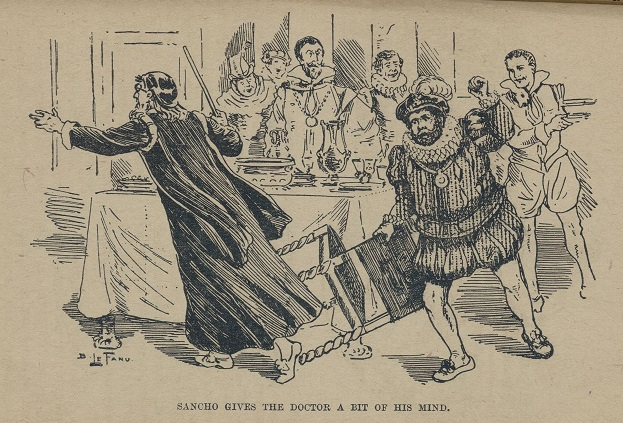 B. LE FANU.
SANCHO GIVES THE DOCTOR A BIT OF HIS MIND.